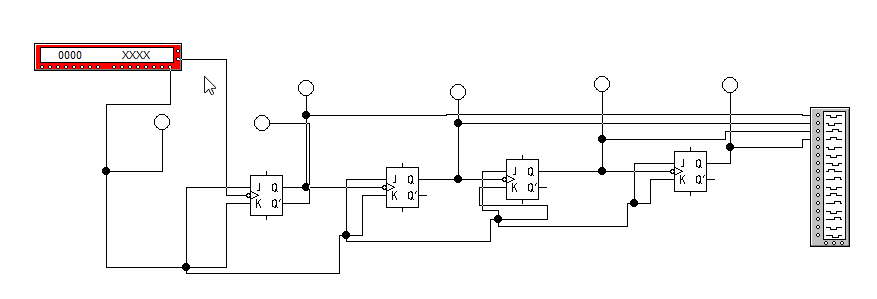 0000 XXXX
J Q
K Q'
J Q
K Q'
J Q
K Q'
J Q
K Q'